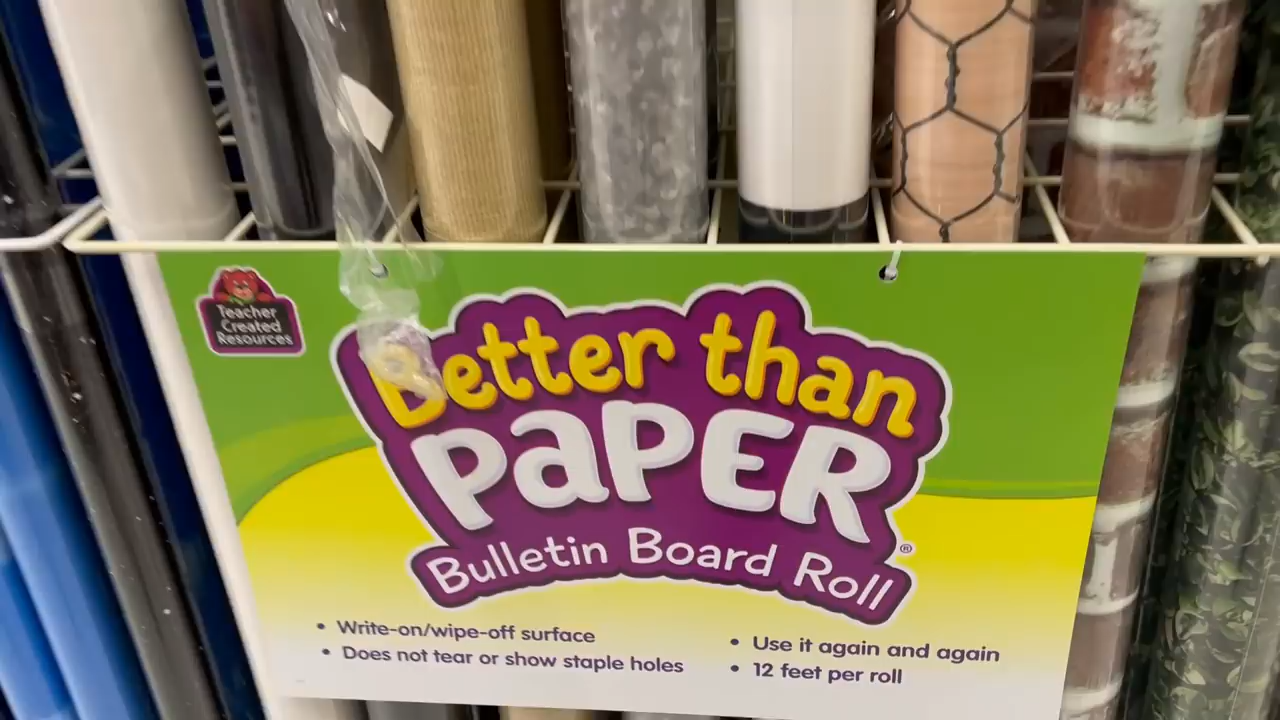 Teacher
Created
Resources
Better than
PAPER
Bulletin Board Roll
®
• Write-on/wipe-off surface
• Does not tear or show staple holes
• Use it again and again
• 12 feet per roll